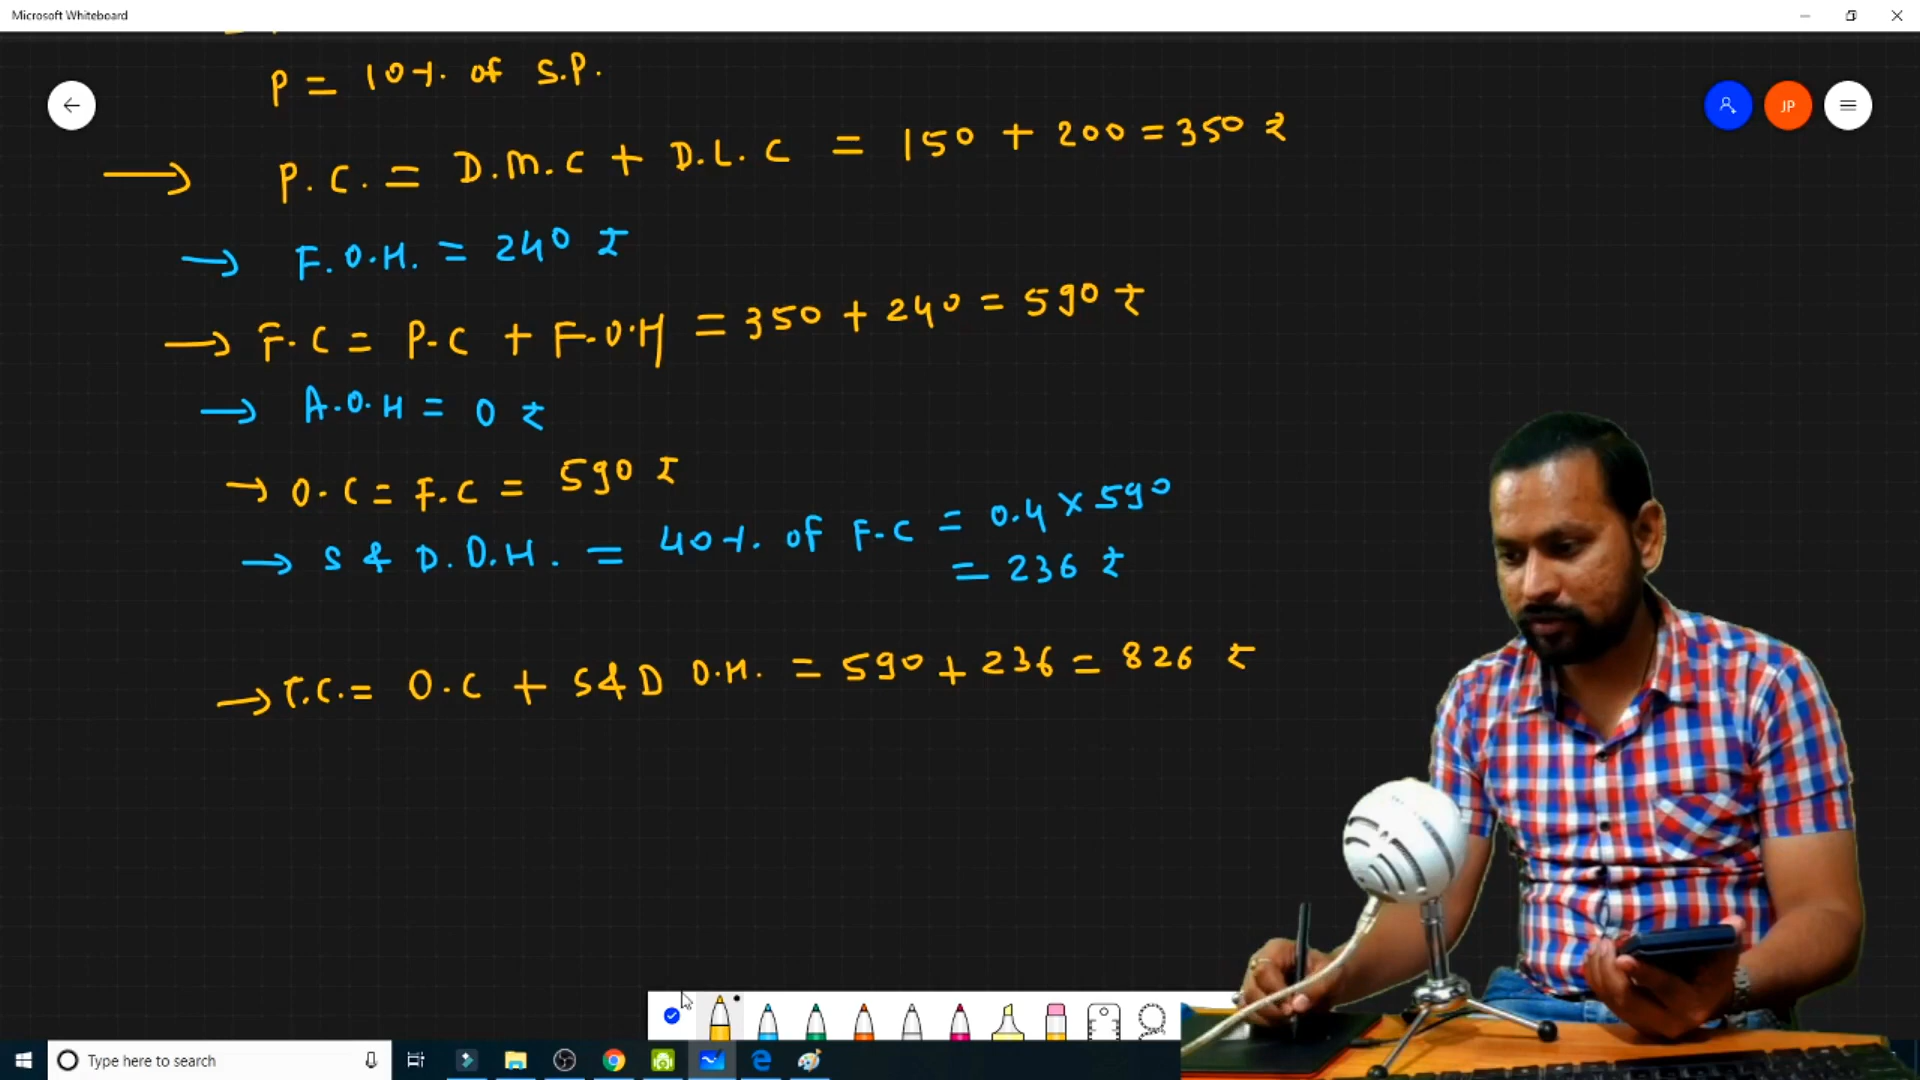 Microsoft Whiteboard
P = 10%. of S.P.
JP
P.C. = D.M.C + D.L.C = 150 + 200 = 350 ₹
F.O.H. = 240 ₹
F.C = P.C + F.O.H = 350 + 240 = 590 ₹
A.O.H = 0 ₹
O.C = F.C = 590 ₹
S & D.O.H. = 40%. of F.C = 0.4 × 590
= 236 ₹
T.C. = O.C + S&D O.H. = 590 + 236 = 826 ₹
Type here to search